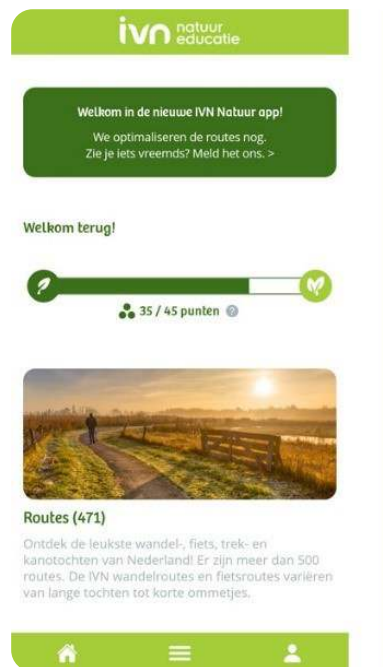 ivn natuur
educatie
Welkom in de nieuwe IVN Natuur app!
We optimaliseren de routes nog.
Zie je iets vreemds? Meld het ons. >
Welkom terug!
35 / 45 punten ?
Routes (471)
Ontdek de leukste wandel-, fiets, trek- en
kanotochten van Nederland! Er zijn meer dan 500
routes. De IVN wandelroutes en fietsroutes variëren
van lange tochten tot korte ommetjes.